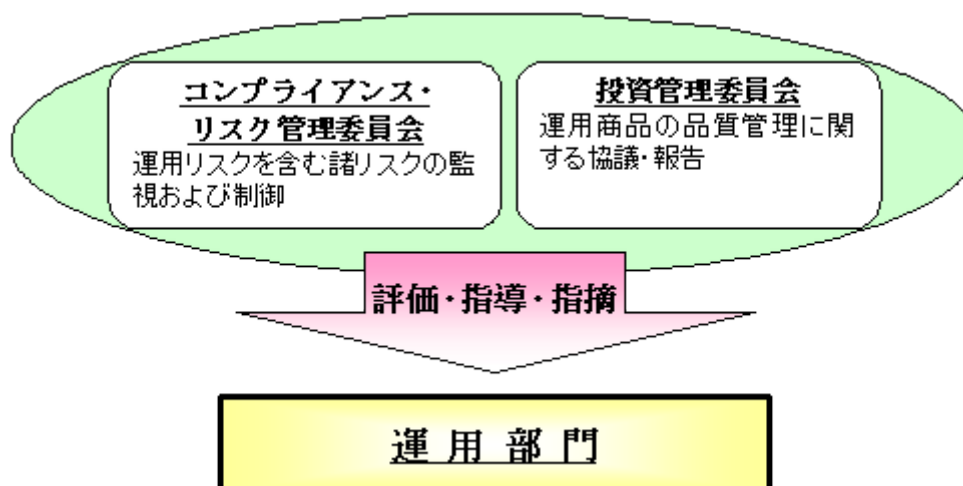 コンプライアンス・
リスク管理委員会
運用リスクを含む諸リスクの監
視および制御
投資管理委員会
運用商品の品質管理に関
する協議・報告
評価・指導・指摘
運用部門